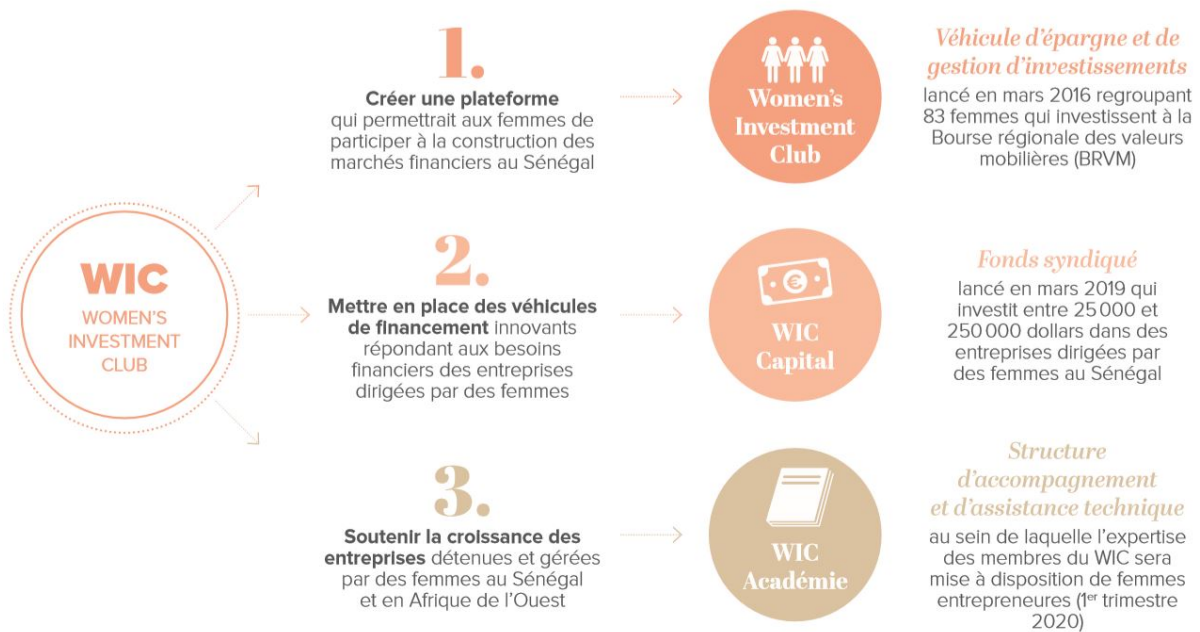 WIC
WOMEN'S
INVESTMENT
CLUB
1.
Créer une plateforme
qui permettrait aux femmes de
participer à la construction des
marchés financiers au Sénégal
Women's
Investment
Club
Véhicule d'épargne et de
gestion d'investissements
lancé en mars 2016 regroupant
83 femmes qui investissent à la
Bourse régionale des valeurs
mobilières (BRVM)
2.
Mettre en place des véhicules
de financement innovants
répondant aux besoins
financiers des entreprises
dirigées par des femmes
€
WIC
Capital
Fonds syndiqué
lancé en mars 2019 qui
investit entre 25 000 et
250 000 dollars dans des
entreprises dirigées par
des femmes au Sénégal
3.
Soutenir la croissance des
entreprises détenues et gérées
par des femmes au Sénégal
et en Afrique de l'Ouest
WIC
Académie
Structure
d'accompagnement
et d'assistance technique
au sein de laquelle l'expertise
des membres du WIC sera
mise à disposition de femmes
entrepreneures (1er trimestre
2020)